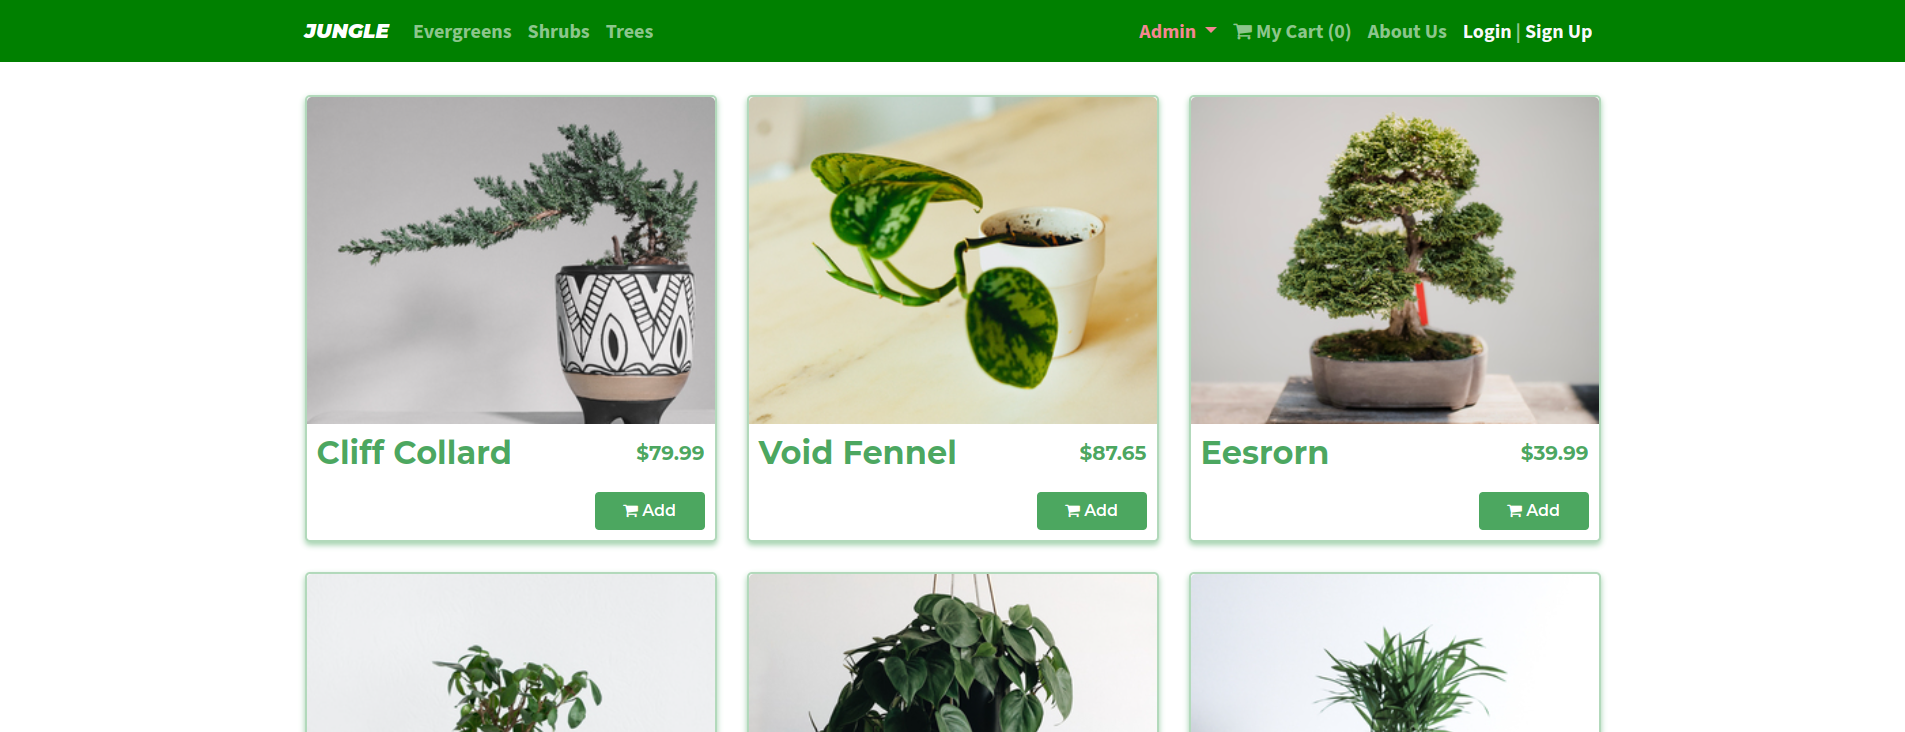 JUNGLE Evergreens Shrubs Trees Admin My Cart (0) About Us Login | Sign Up
Cliff Collard $79.99
Add
Void Fennel $87.65
Add
Eesrorn $39.99
Add